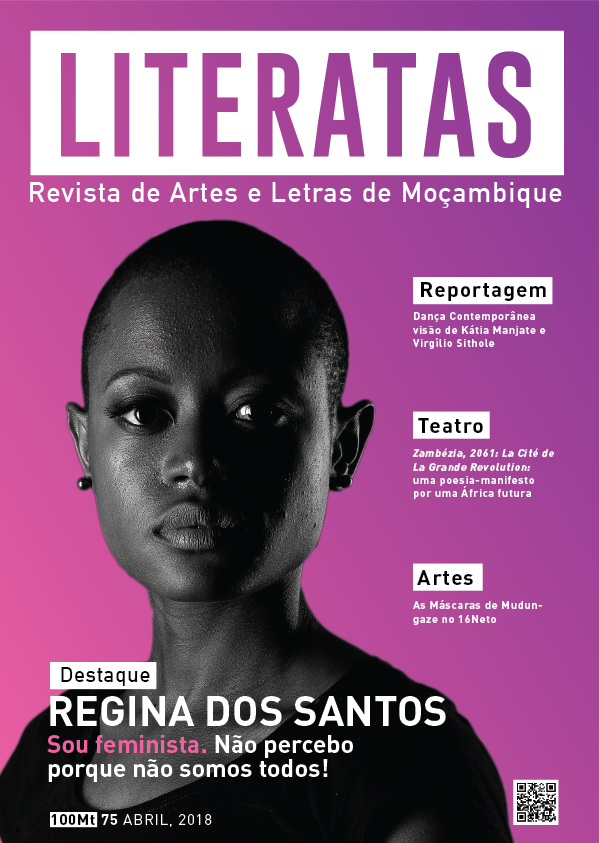 LITERATAS
Revista de Artes e Letras de Moçambique
Reportagem
Dança Contemporânea
visão de Kátia Manjate e
Virgílio Sithole
Teatro
Zambézia, 2061: La Cité de
La Grande Revolution:
uma poesia-manifesto
por uma África futura
Artes
As Máscaras de Mudun-
gaze no 16Neto
Destaque
REGINA DOS SANTOS
Sou feminista. Não percebo
porque não somos todos!
100Mt 75 ABRIL, 2018